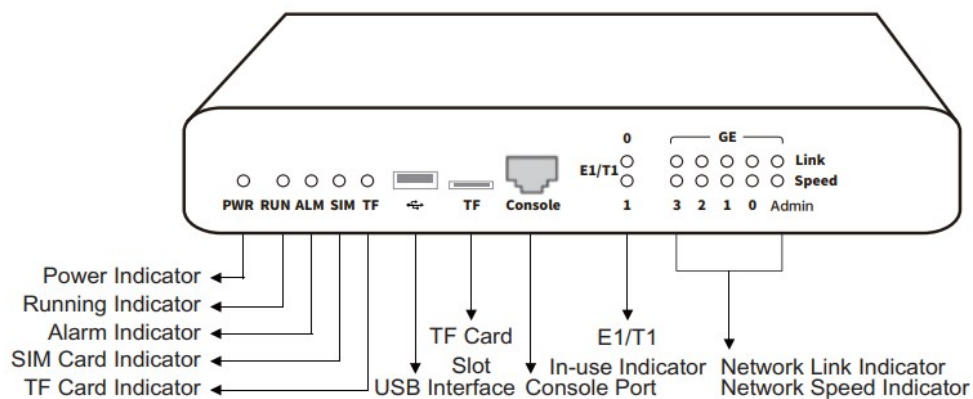 0 GE
E1/T1 Link
Speed
PWR RUN ALM SIM TF TF Console 1 3 2 1 0 Admin
Power Indicator
Running Indicator
Alarm Indicator
SIM Card Indicator
TF Card Indicator
TF Card
Slot
USB Interface
Console Port
E1/T1
In-use Indicator
Network Link Indicator
Network Speed Indicator